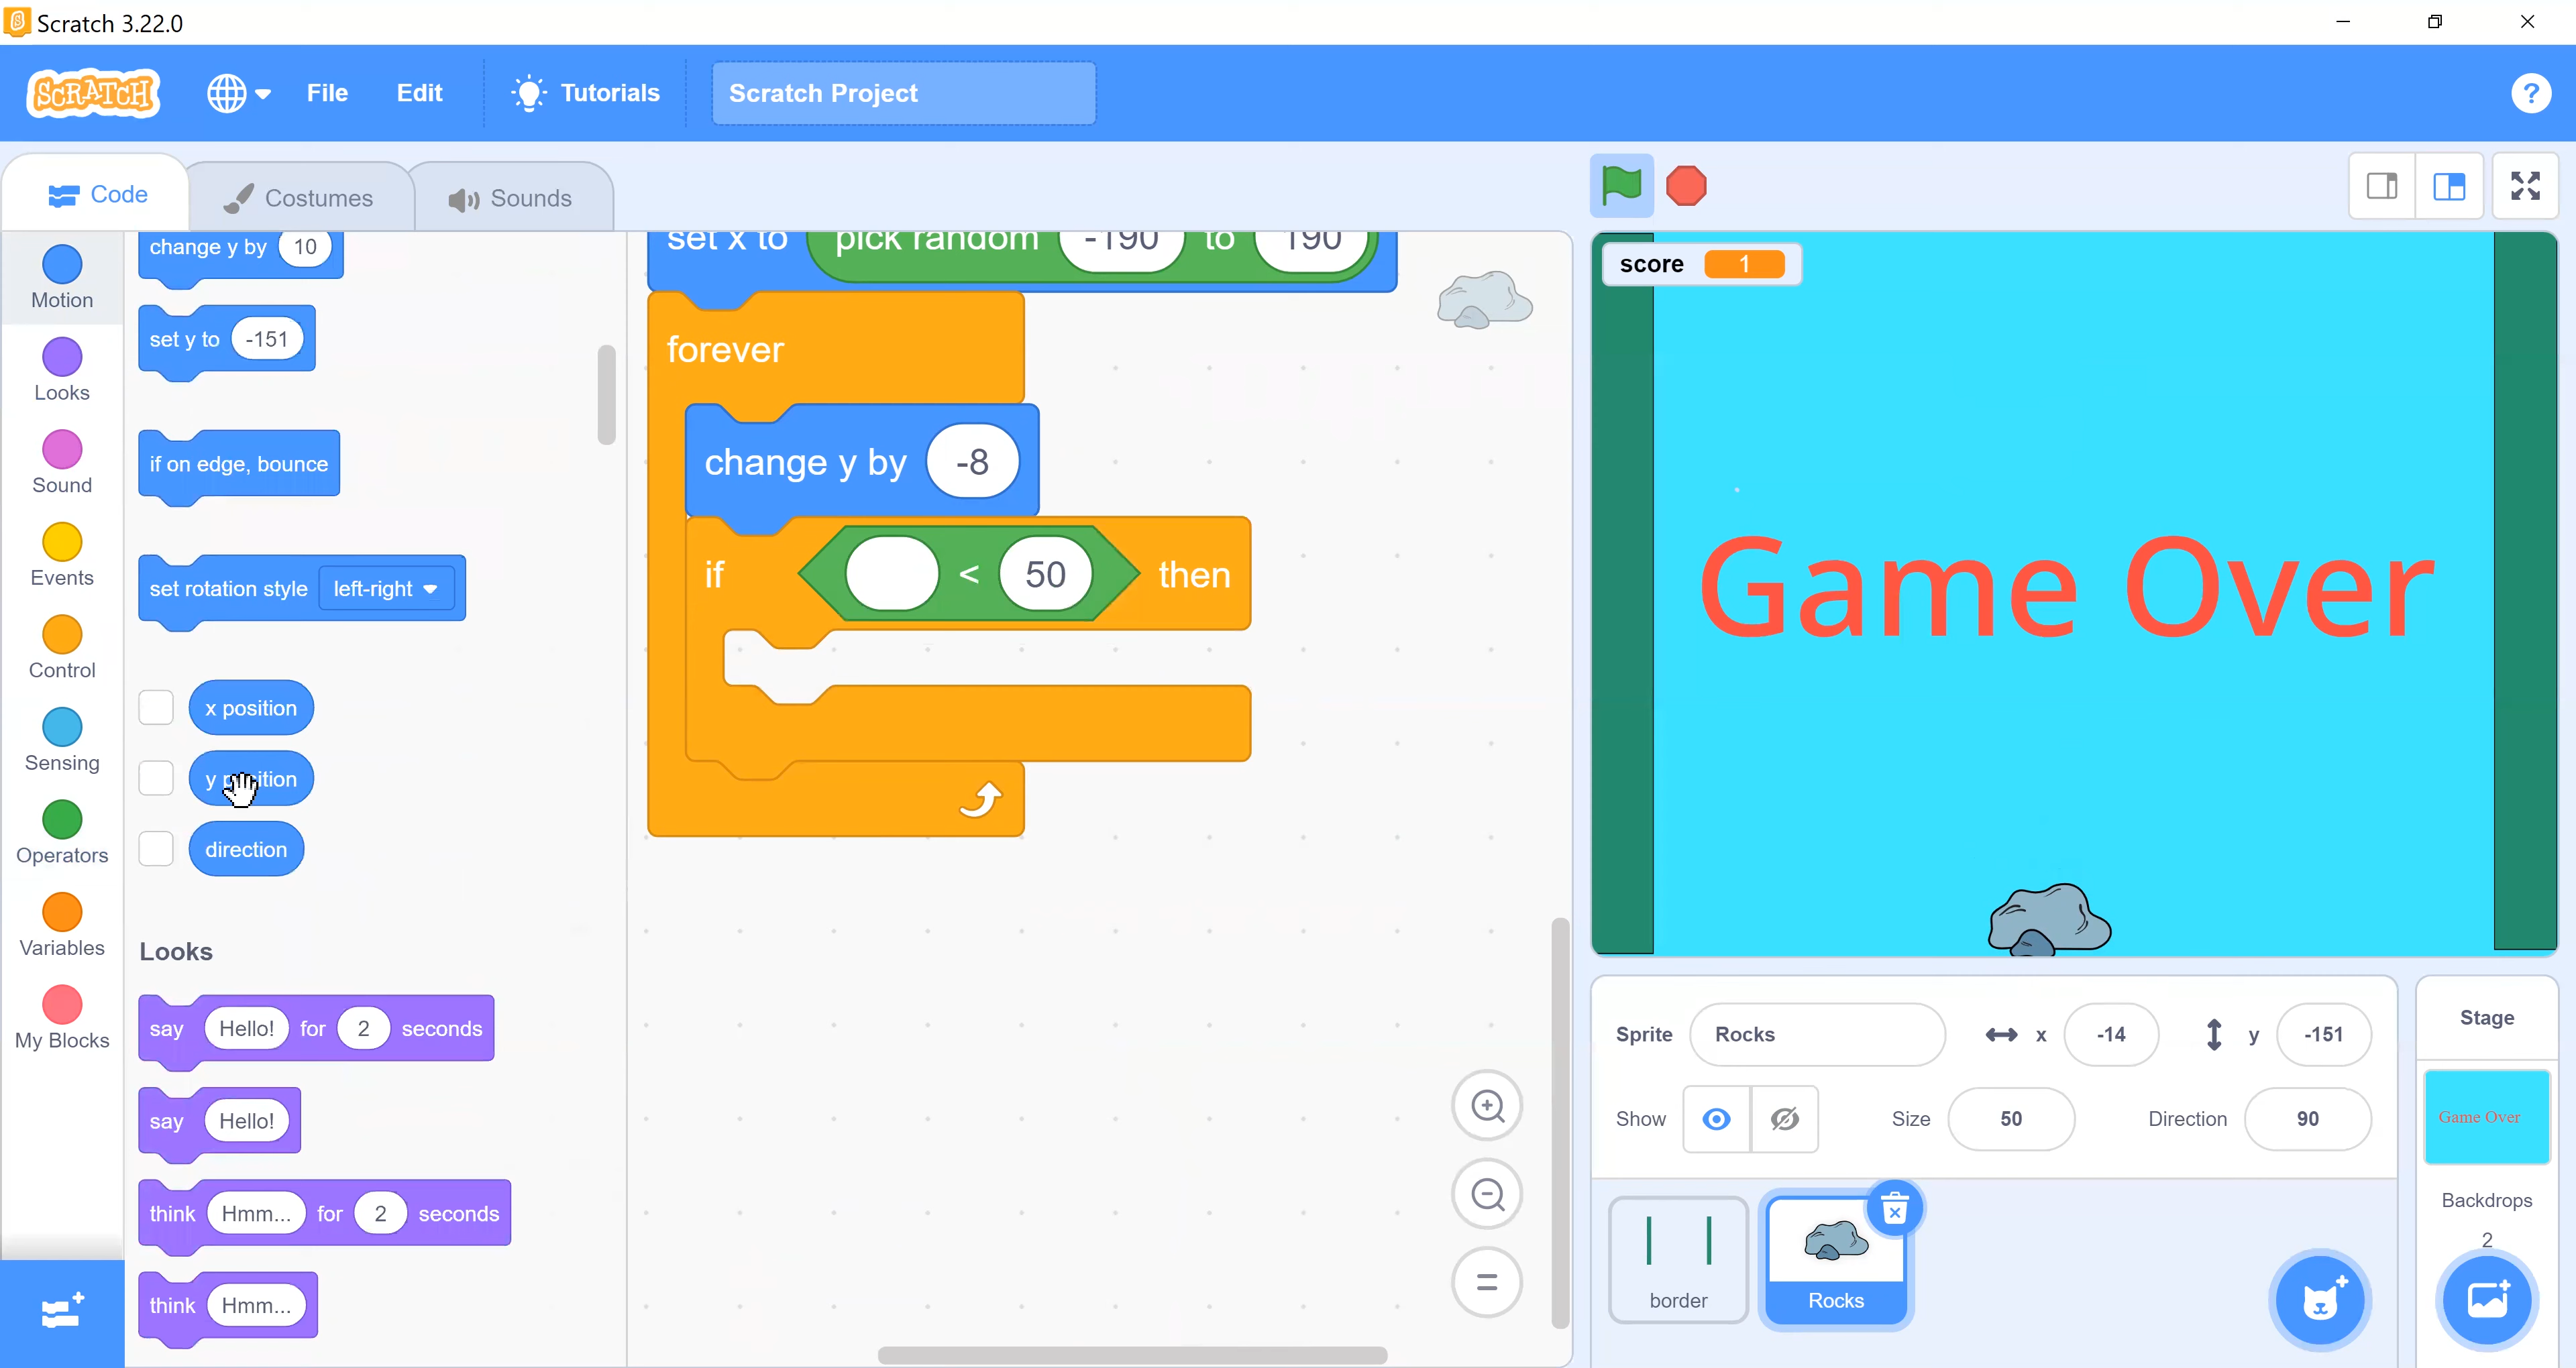 Scratch 3.22.0
SCRATCH File Edit Tutorials Scratch Project ?
Code Costumes Sounds
Motion
Looks
Sound
Events
Control
Sensing
Operators
Variables
My Blocks
change y by 10
set y to -151
if on edge, bounce
set rotation style left-right
x position
y position
direction
Looks
say Hello! for 2 seconds
say Hello!
think Hmm... for 2 seconds
think Hmm...
set x to pick random -190 to 190
forever
change y by -8
if < 50 then
score 1
Game Over
Sprite Rocks x -14 y -151
Show Size 50 Direction 90
border
Rocks
Stage
Game Over
Backdrops
2